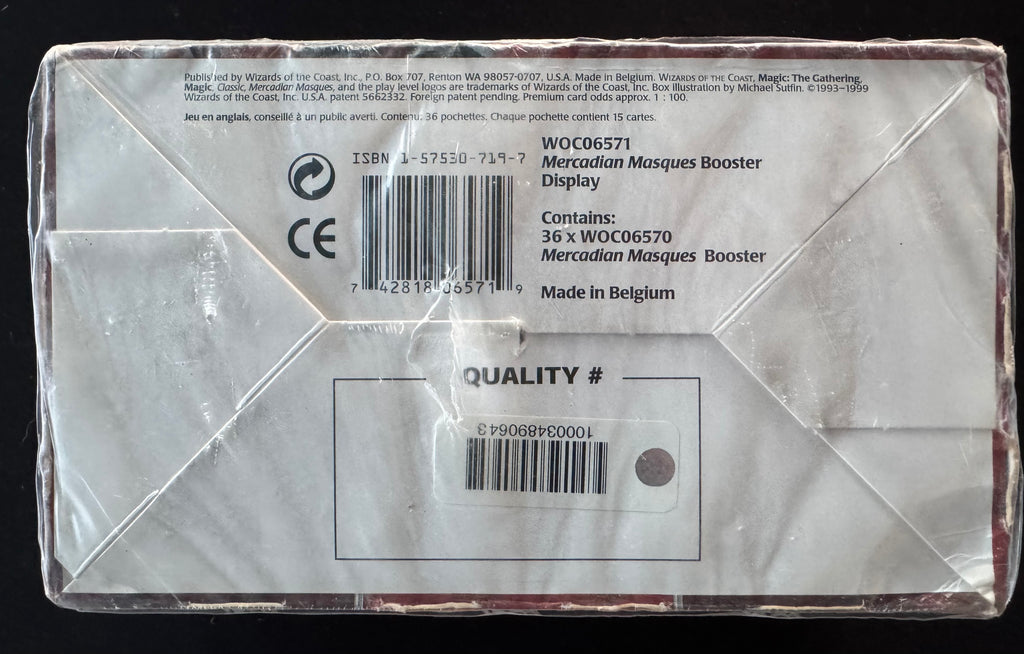 Published by Wizards of the Coast, Inc., P.O. Box 707, Renton WA 98057-0707, U.S.A. Made in Belgium. WIZARDS OF THE COAST, Magic: The Gathering,
Magic, Classic, Mercadian Masques, and the play level logos are trademarks of Wizards of the Coast, Inc. Box Illustration by Michael Sutfin. ©1993–1999
Wizards of the Coast, Inc. U.S.A. patent 5662332. Foreign patent pending. Premium card odds approx. 1 : 100.
Jeu en anglais, conseillé à un public averti. Contenu: 36 pochettes. Chaque pochette contient 15 cartes.
WOC06571
Mercadian Masques Booster
Display
Contains:
36 x WOC06570
Mercadian Masques Booster
Made in Belgium
ISBN 1-57530-719-7
CE
7 42818 06571 9
QUALITY #
100034890643